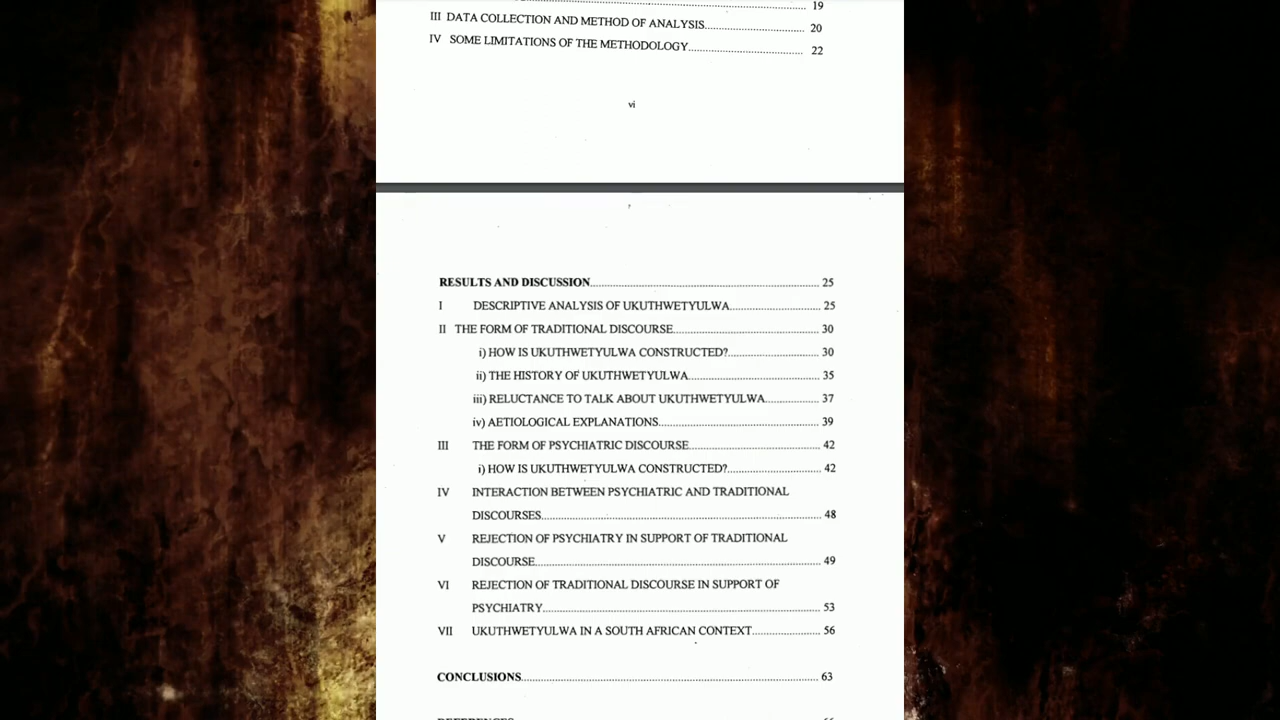 19
III DATA COLLECTION AND METHOD OF ANALYSIS.......................... 20
IV SOME LIMITATIONS OF THE METHODOLOGY.............................. 22
vi
RESULTS AND DISCUSSION.......................... 25
I DESCRIPTIVE ANALYSIS OF UKUTHWETYULWA.......................... 25
II THE FORM OF TRADITIONAL DISCOURSE.......................... 30
i) HOW IS UKUTHWETYULWA CONSTRUCTED?.......................... 30
ii) THE HISTORY OF UKUTHWETYULWA.......................... 35
iii) RELUCTANCE TO TALK ABOUT UKUTHWETYULWA.................. 37
iv) AETIOLOGICAL EXPLANATIONS.......................... 39
III THE FORM OF PSYCHIATRIC DISCOURSE.......................... 42
i) HOW IS UKUTHWETYULWA CONSTRUCTED?.......................... 42
IV INTERACTION BETWEEN PSYCHIATRIC AND TRADITIONAL
DISCOURSES.......................... 48
V REJECTION OF PSYCHIATRY IN SUPPORT OF TRADITIONAL
DISCOURSE.......................... 49
VI REJECTION OF TRADITIONAL DISCOURSE IN SUPPORT OF
PSYCHIATRY.......................... 53
VII UKUTHWETYULWA IN A SOUTH AFRICAN CONTEXT.................. 56
CONCLUSIONS.......................... 63